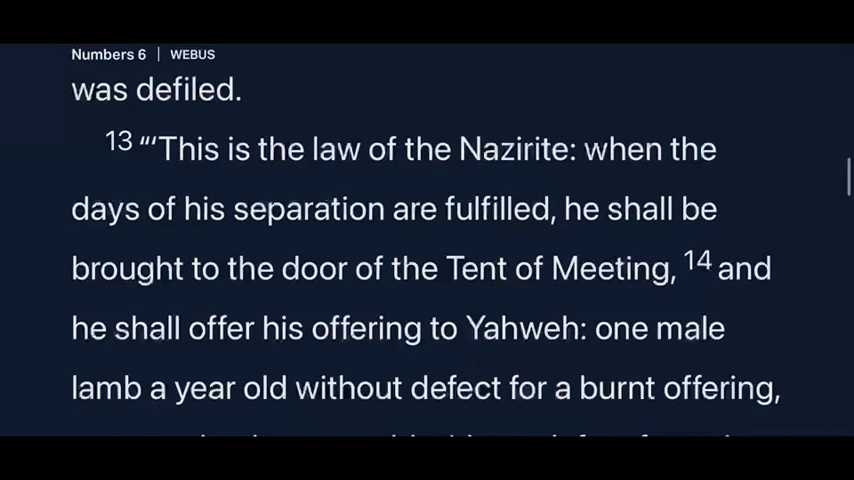 Numbers 6 | WEBUS
was defiled.
13 “‘This is the law of the Nazirite: when the
days of his separation are fulfilled, he shall be
brought to the door of the Tent of Meeting, 14 and
he shall offer his offering to Yahweh: one male
lamb a year old without defect for a burnt offering,